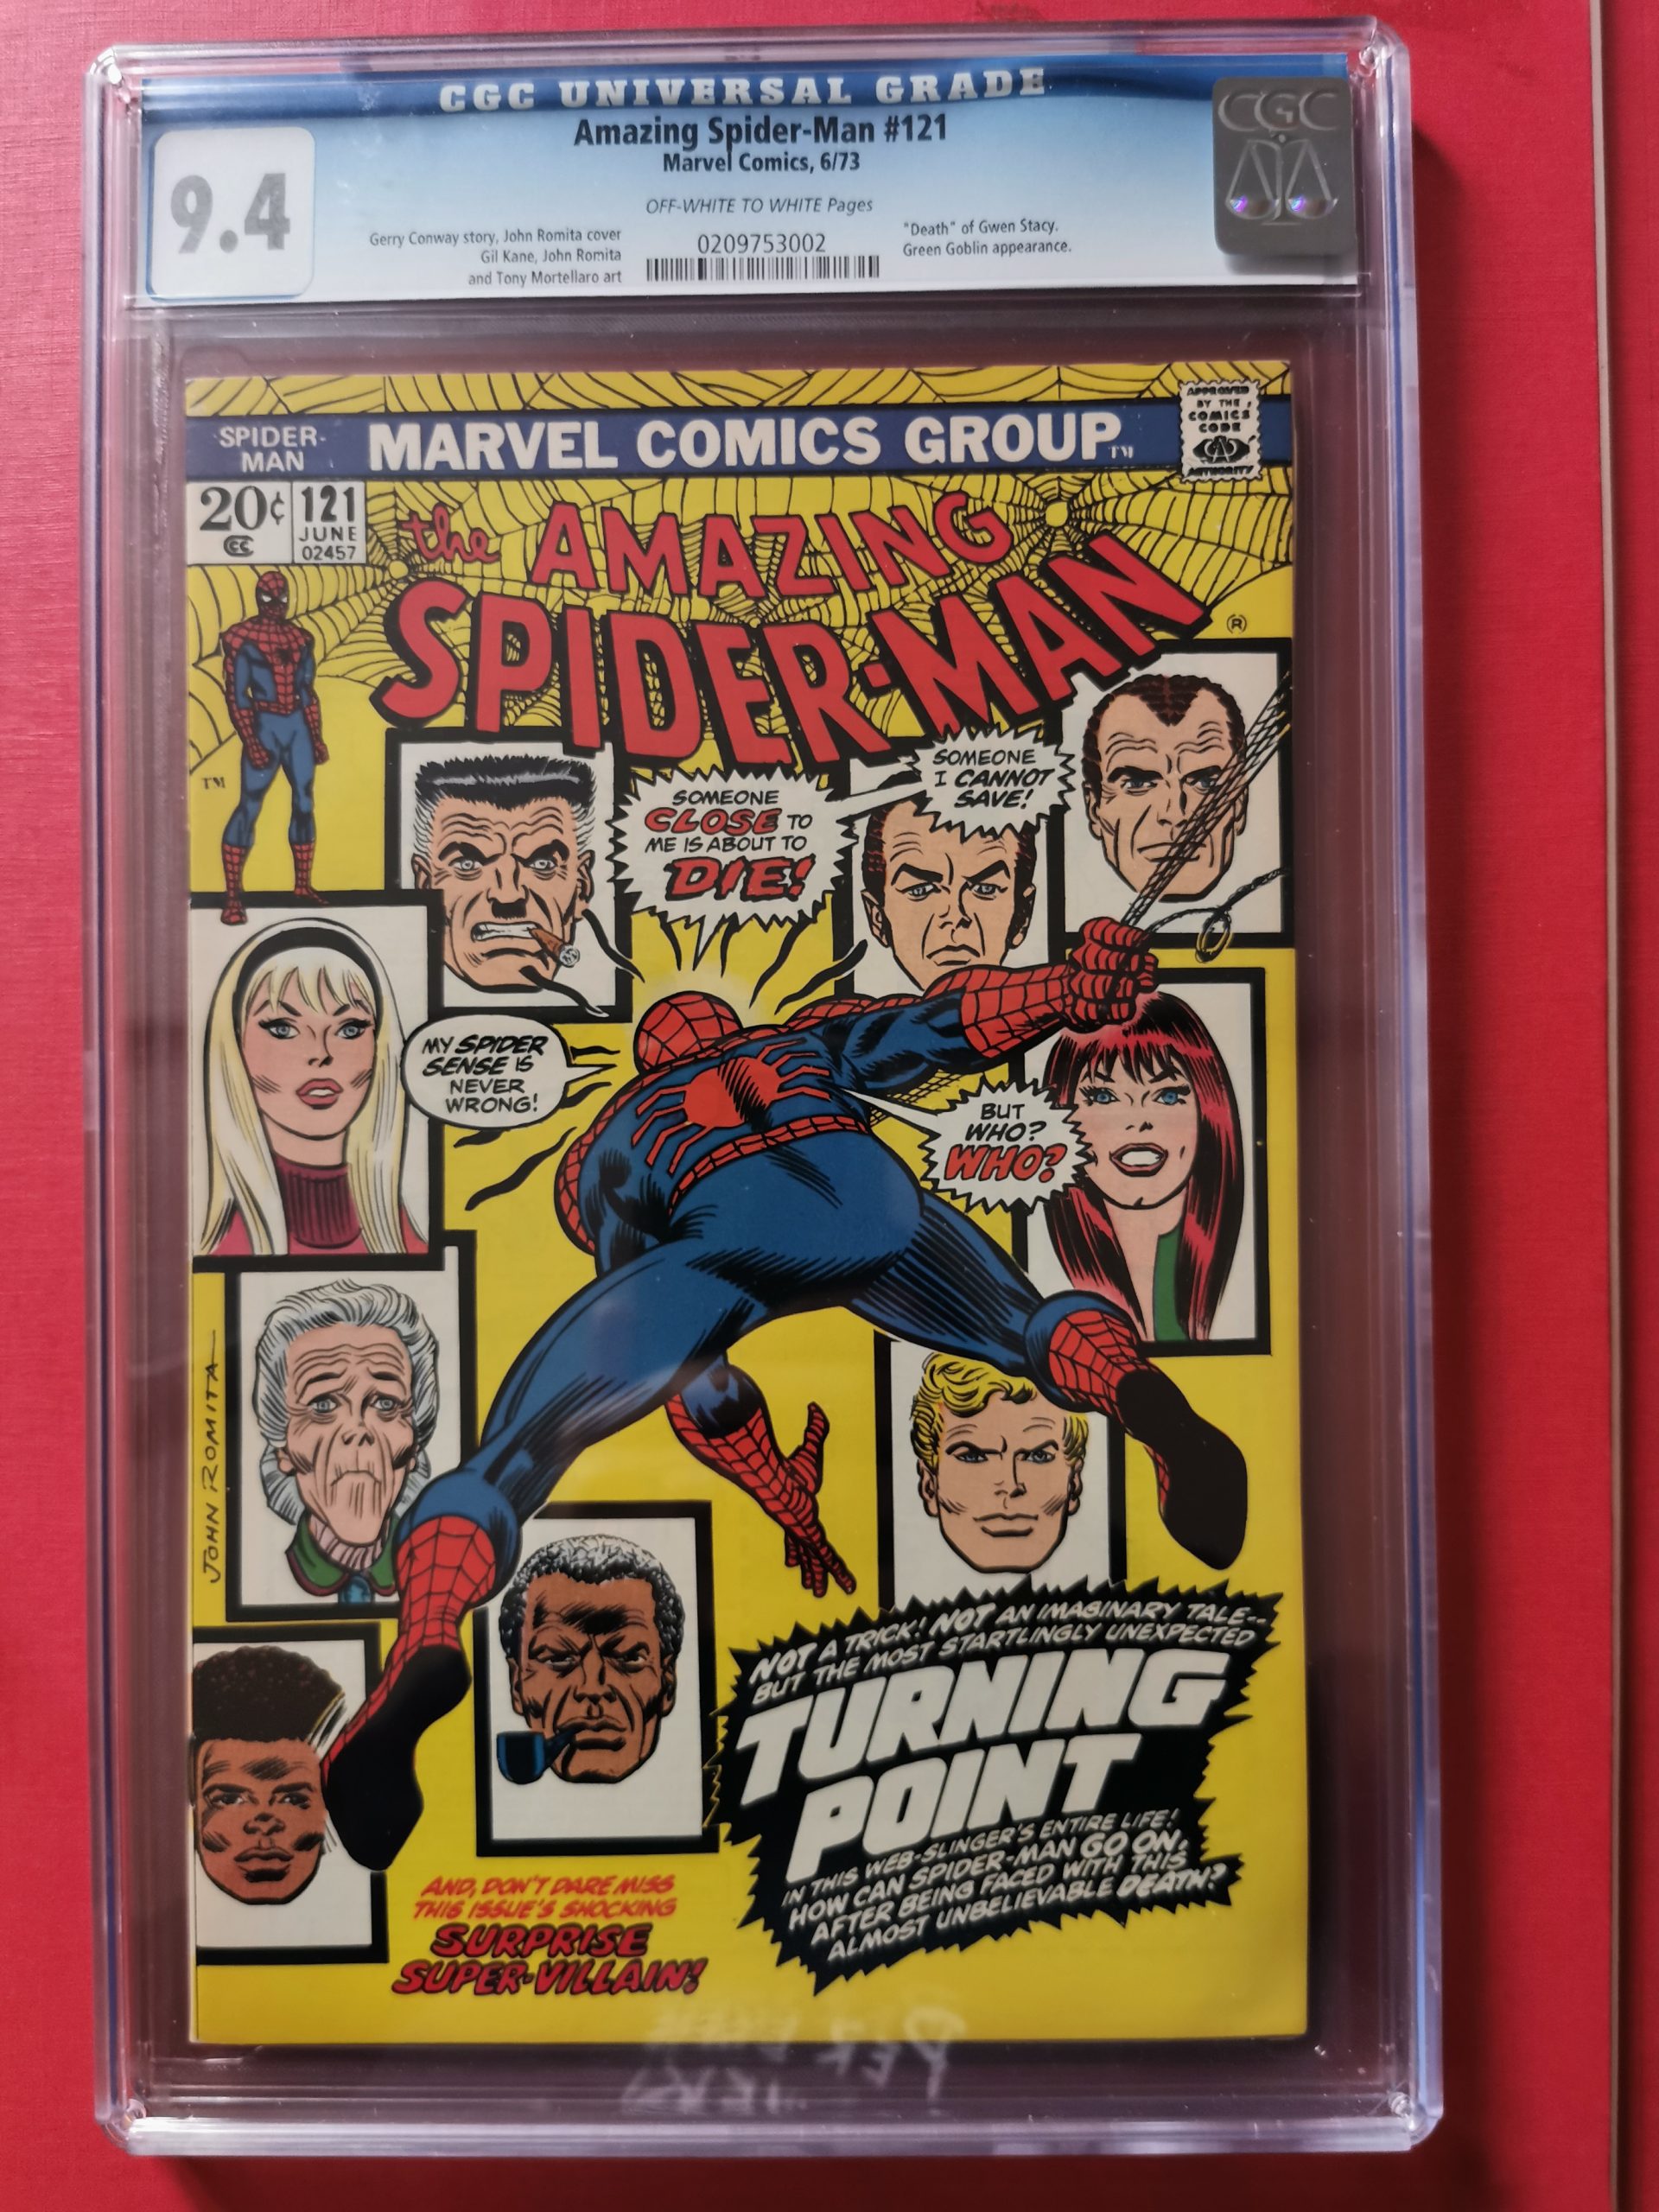 CGC UNIVERSAL GRADE
Amazing Spider-Man #121
Marvel Comics, 6/73
9.4
OFF-WHITE TO WHITE Pages
Gerry Conway story, John Romita cover
Gil Kane, John Romita
and Tony Mortellaro art
0209753002
"Death" of Gwen Stacy.
Green Goblin appearance.
CGC
SPIDER-
MAN
MARVEL COMICS GROUP TM
APPROVED
BY THE
COMICS
CODE
CA
AUTHORITY
20¢
CC
121
JUNE
02457
the AMAZING
SPIDER-MAN
®
TM
SOMEONE
CLOSE TO
ME IS ABOUT TO
DIE!
SOMEONE
I CANNOT
SAVE!
MY SPIDER
SENSE IS
NEVER
WRONG!
BUT
WHO?
WHO?
JOHN ROMITA
NOT A TRICK! NOT AN IMAGINARY TALE--
BUT THE MOST STARTLINGLY UNEXPECTED
TURNING
POINT
IN THIS WEB-SLINGER'S ENTIRE LIFE!
HOW CAN SPIDER-MAN GO ON,
AFTER BEING FACED WITH THIS
ALMOST UNBELIEVABLE DEATH?
AND, DON'T DARE MISS
THIS ISSUE'S SHOCKING
SURPRISE
SUPER-VILLAIN!